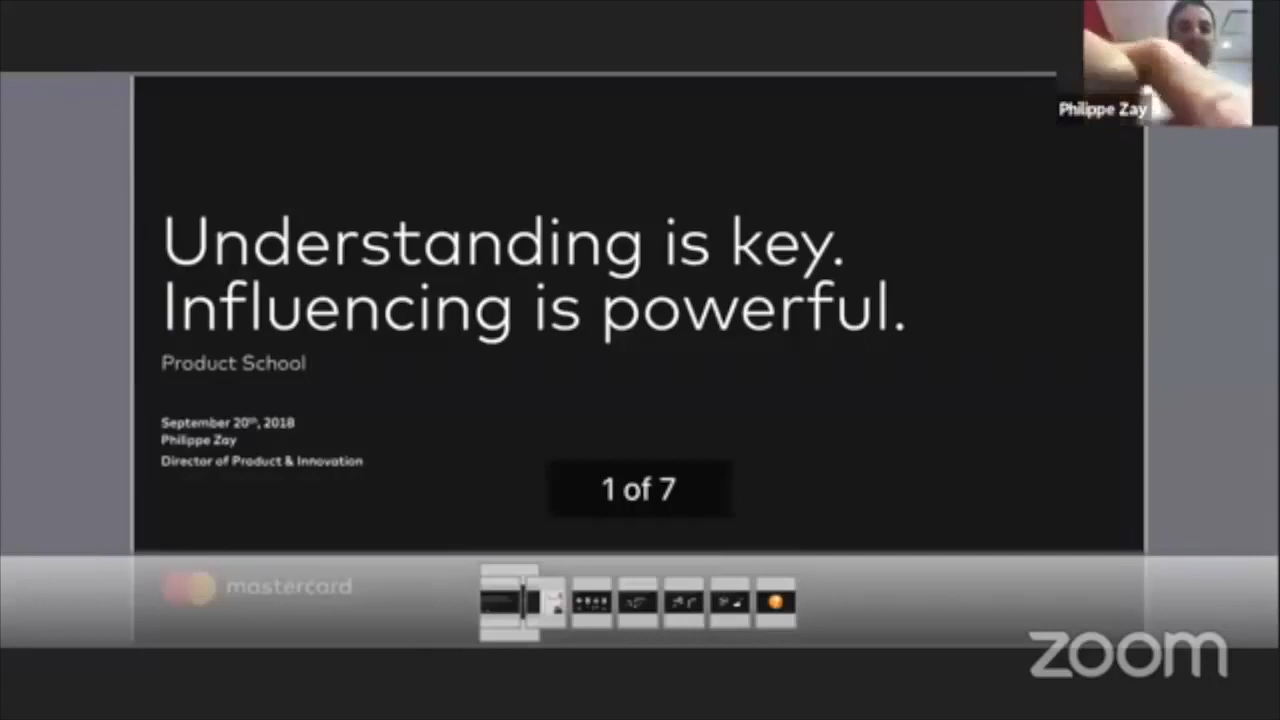 Philippe Zay
Understanding is key.
Influencing is powerful.
Product School
September 20th, 2018
Philippe Zay
Director of Product & Innovation
1 of 7
mastercard
zoom